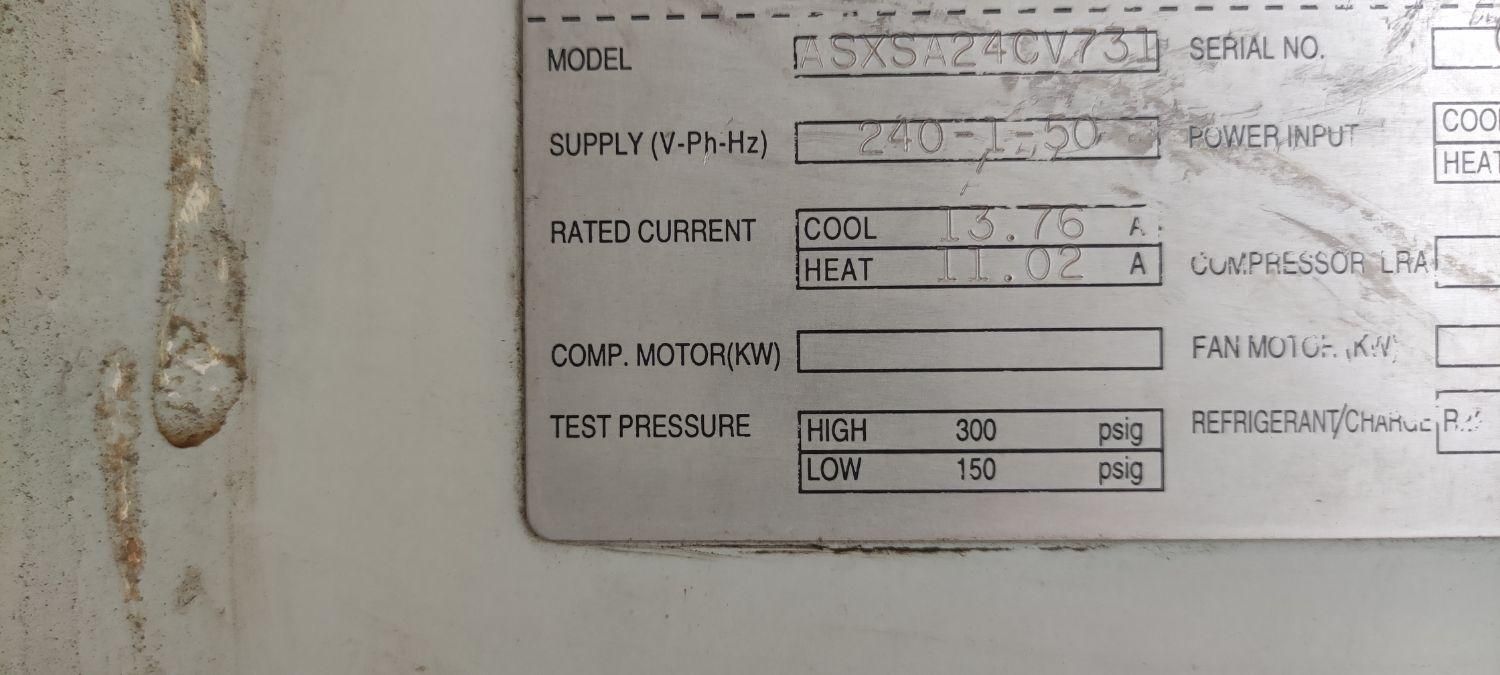 MODEL ASXSA24CV731 SERIAL NO.
SUPPLY (V-Ph-Hz) 240-1-50 POWER INPUT COOL
HEAT
RATED CURRENT COOL 13.76 A
HEAT 11.02 A COMPRESSOR LRA
COMP. MOTOR(KW) FAN MOTOR (KW)
TEST PRESSURE HIGH 300 psig REFRIGERANT/CHARGE
LOW 150 psig